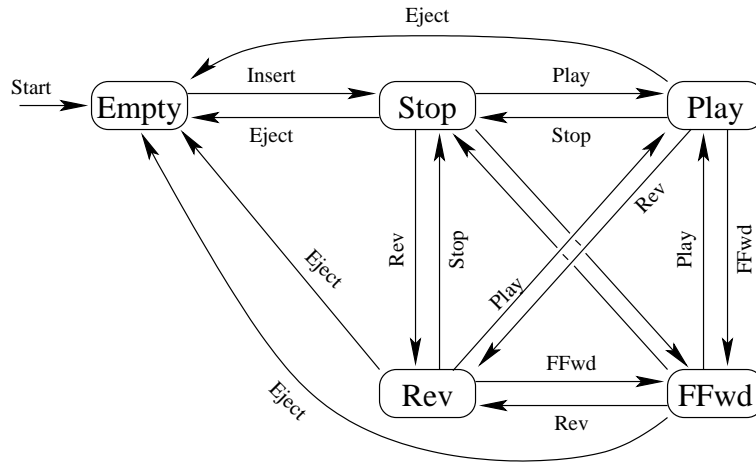 Eject
Start
Insert
Play
Empty
Stop
Play
Eject
Stop
Rev
Rev
Stop
Play
FFwd
Eject
Play
FFwd
Eject
Rev
FFwd
Rev